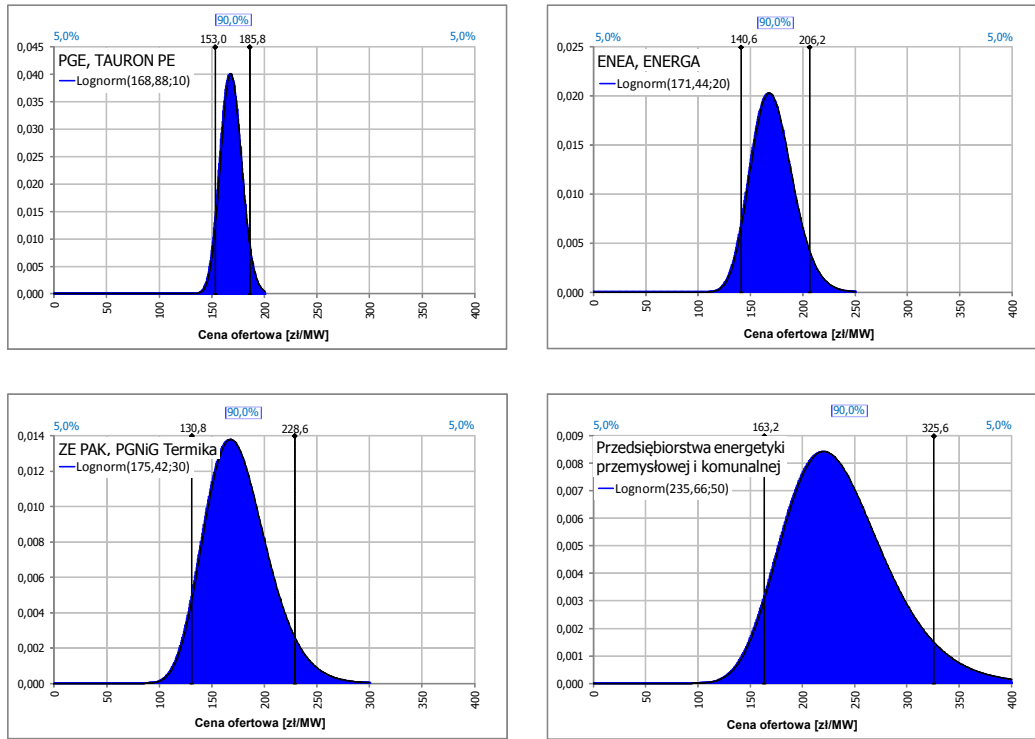 90,0%
5,0% 153,0 185,8 5,0%
0,045
0,040
0,035
0,030
0,025
0,020
0,015
0,010
0,005
0,000
PGE, TAURON PE
Lognorm(168,88;10)
0 50 100 150 200 250 300 350 400
Cena ofertowa [zł/MW]
90,0%
5,0% 140,6 206,2 5,0%
0,025
0,020
0,015
0,010
0,005
0,000
ENEA, ENERGA
Lognorm(171,44;20)
0 50 100 150 200 250 300 350 400
Cena ofertowa [zł/MW]
90,0%
5,0% 130,8 228,6 5,0%
0,014
0,012
0,010
0,008
0,006
0,004
0,002
0,000
ZE PAK, PGNiG Termika
Lognorm(175,42;30)
0 50 100 150 200 250 300 350 400
Cena ofertowa [zł/MW]
90,0%
5,0% 163,2 325,6 5,0%
0,009
0,008
0,007
0,006
0,005
0,004
0,003
0,002
0,001
0,000
Przedsiębiorstwa energetyki
przemysłowej i komunalnej
Lognorm(235,66;50)
0 50 100 150 200 250 300 350 400
Cena ofertowa [zł/MW]